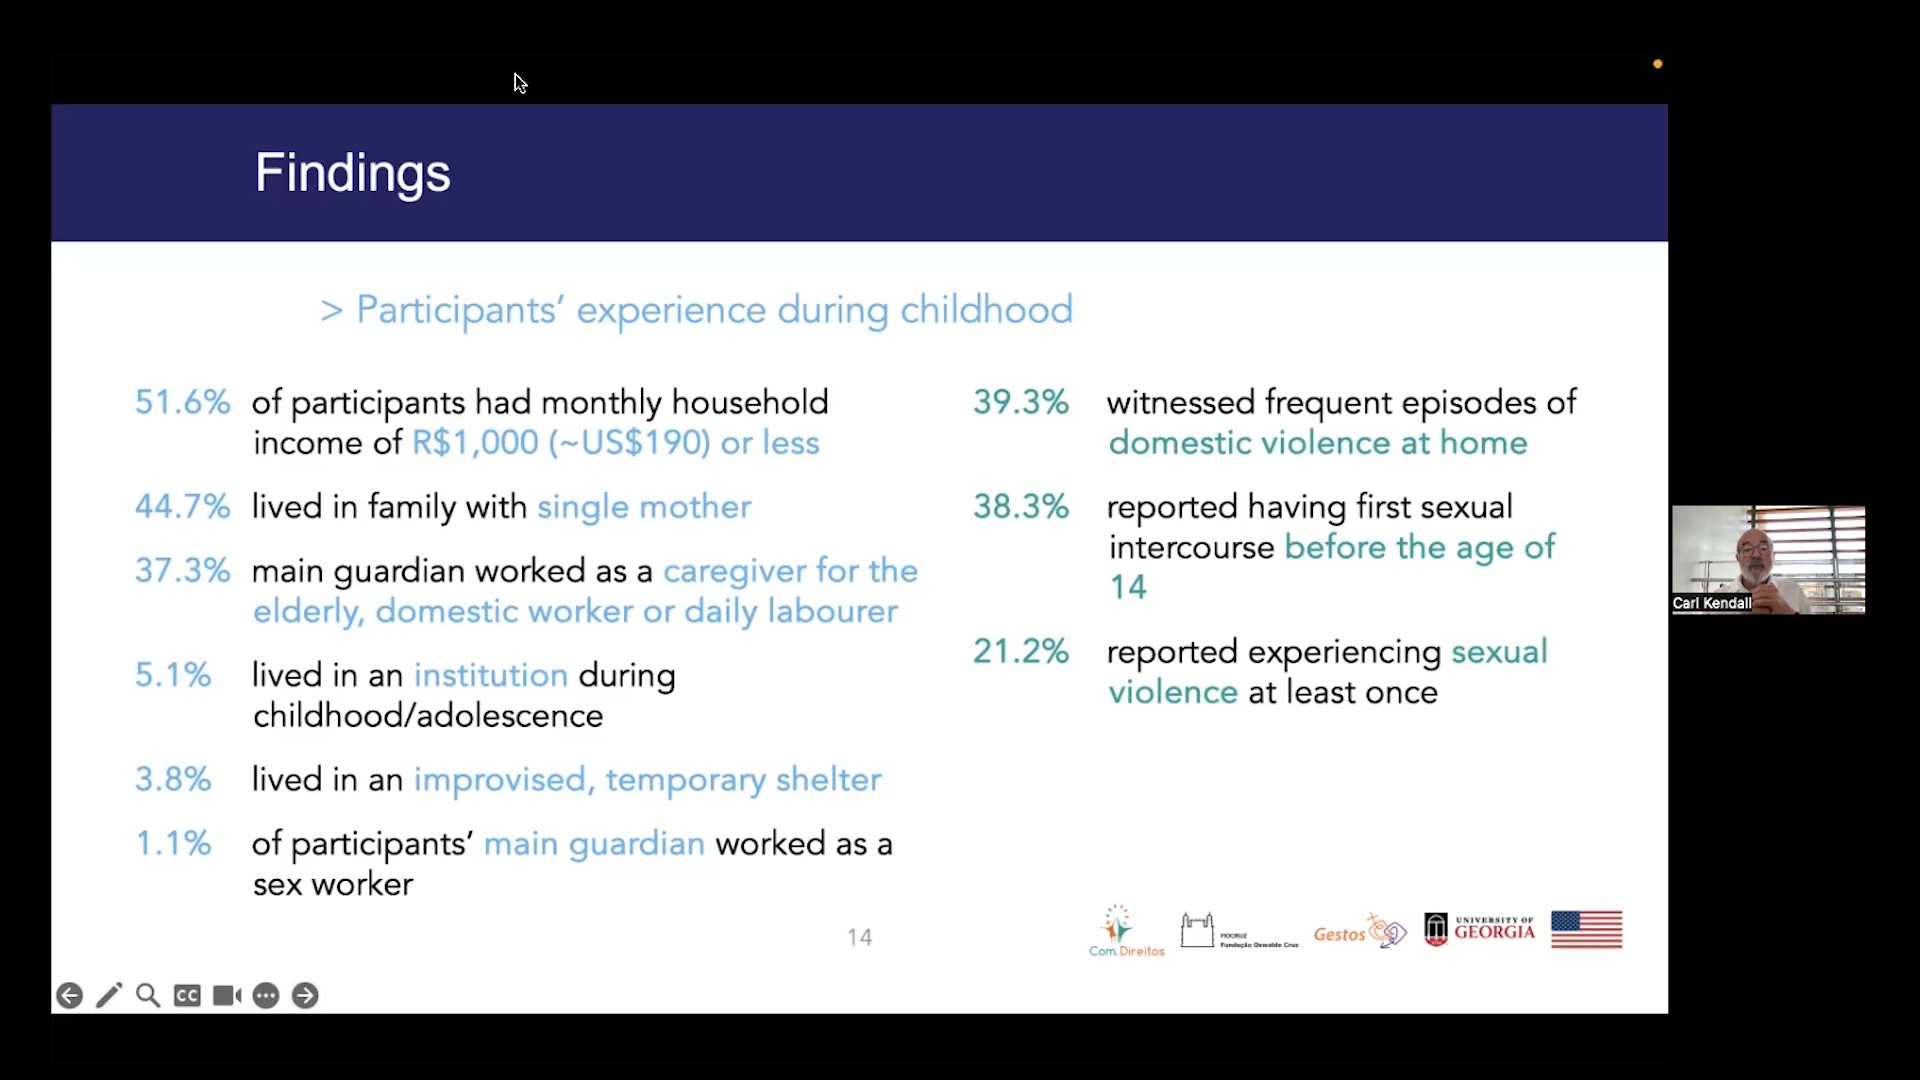 Findings
> Participants’ experience during childhood
51.6% of participants had monthly household
income of R$1,000 (~US$190) or less
44.7% lived in family with single mother
37.3% main guardian worked as a caregiver for the
elderly, domestic worker or daily labourer
5.1% lived in an institution during
childhood/adolescence
3.8% lived in an improvised, temporary shelter
1.1% of participants’ main guardian worked as a
sex worker
39.3% witnessed frequent episodes of
domestic violence at home
38.3% reported having first sexual
intercourse before the age of
14
21.2% reported experiencing sexual
violence at least once
Carl Kendall
14
Com.Direitos
FIOCRUZ
Fundação Oswaldo Cruz
Gestos
UNIVERSITY OF
GEORGIA
CC